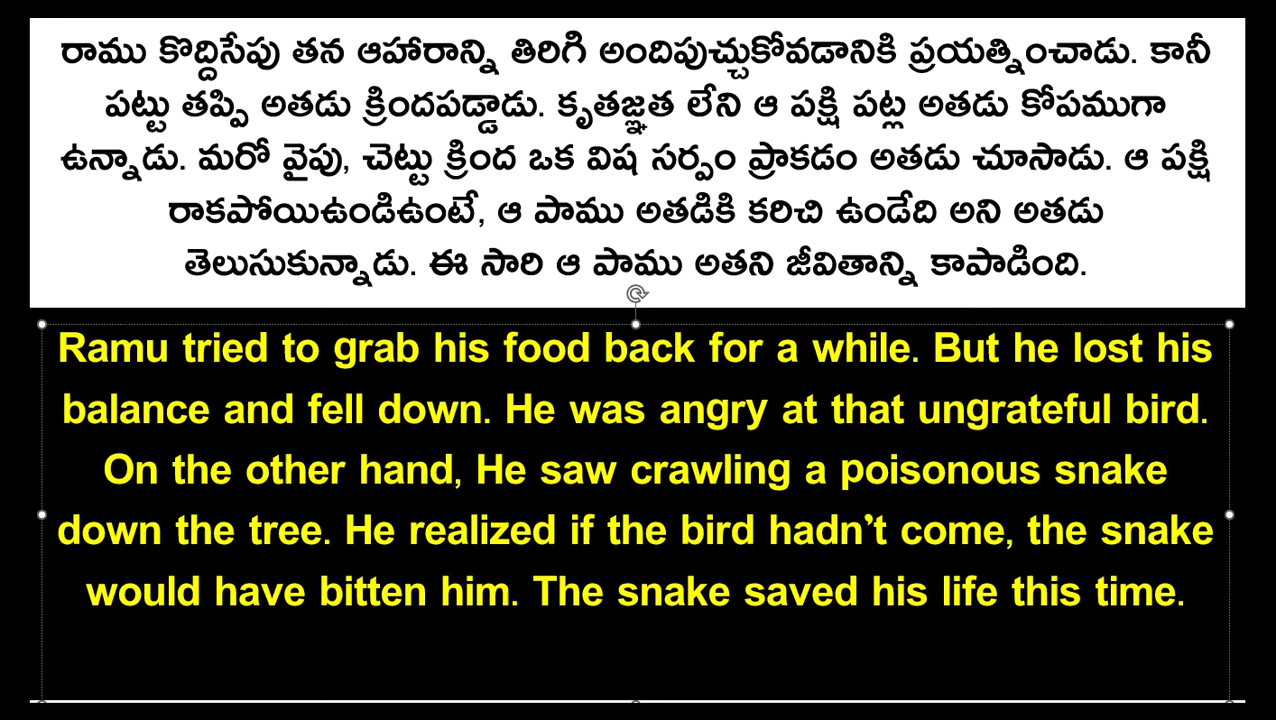 రాము కొద్దిసేపు తన ఆహారాన్ని తిరిగి అందిపుచ్చుకోవడానికి ప్రయత్నించాడు. కానీ
పట్టు తప్పి అతడు క్రిందపడ్డాడు. కృతజ్ఞత లేని ఆ పక్షి పట్ల అతడు కోపముగా
ఉన్నాడు. మరో వైపు, చెట్టు క్రింద ఒక విష సర్పం ప్రాకడం అతడు చూసాడు. ఆ పక్షి
రాకపోయిఉండిఉంటే, ఆ పాము అతడికి కరిచి ఉండేది అని అతడు
తెలుసుకున్నాడు. ఈ సారి ఆ పాము అతని జీవితాన్ని కాపాడింది.
Ramu tried to grab his food back for a while. But he lost his
balance and fell down. He was angry at that ungrateful bird.
On the other hand, He saw crawling a poisonous snake
down the tree. He realized if the bird hadn’t come, the snake
would have bitten him. The snake saved his life this time.